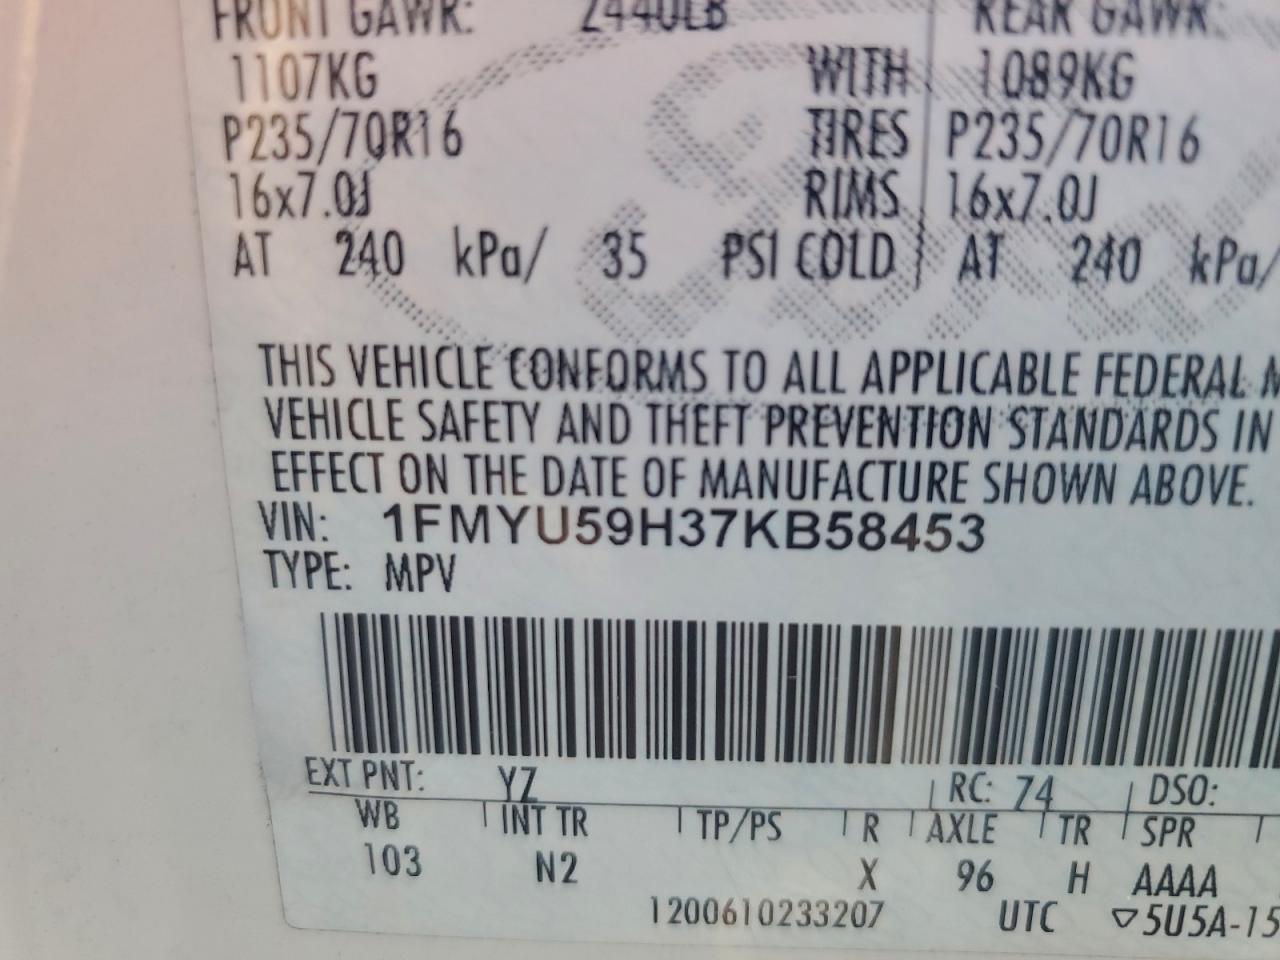 FRONT GAWR: 2440LB REAR GAWR:
1107KG WITH 1089KG
P235/70R16 TIRES P235/70R16
16x7.0J RIMS 16x7.0J
AT 240 kPa/ 35 PSI COLD AT 240 kPa/
THIS VEHICLE CONFORMS TO ALL APPLICABLE FEDERAL M
VEHICLE SAFETY AND THEFT PREVENTION STANDARDS IN
EFFECT ON THE DATE OF MANUFACTURE SHOWN ABOVE.
VIN: 1FMYU59H37KB58453
TYPE: MPV
EXT PNT: YZ RC: 74 DSO:
WB INT TR TP/PS R AXLE TR SPR
103 N2 X 96 H AAAA
1200610233207 UTC ▽5U5A-15